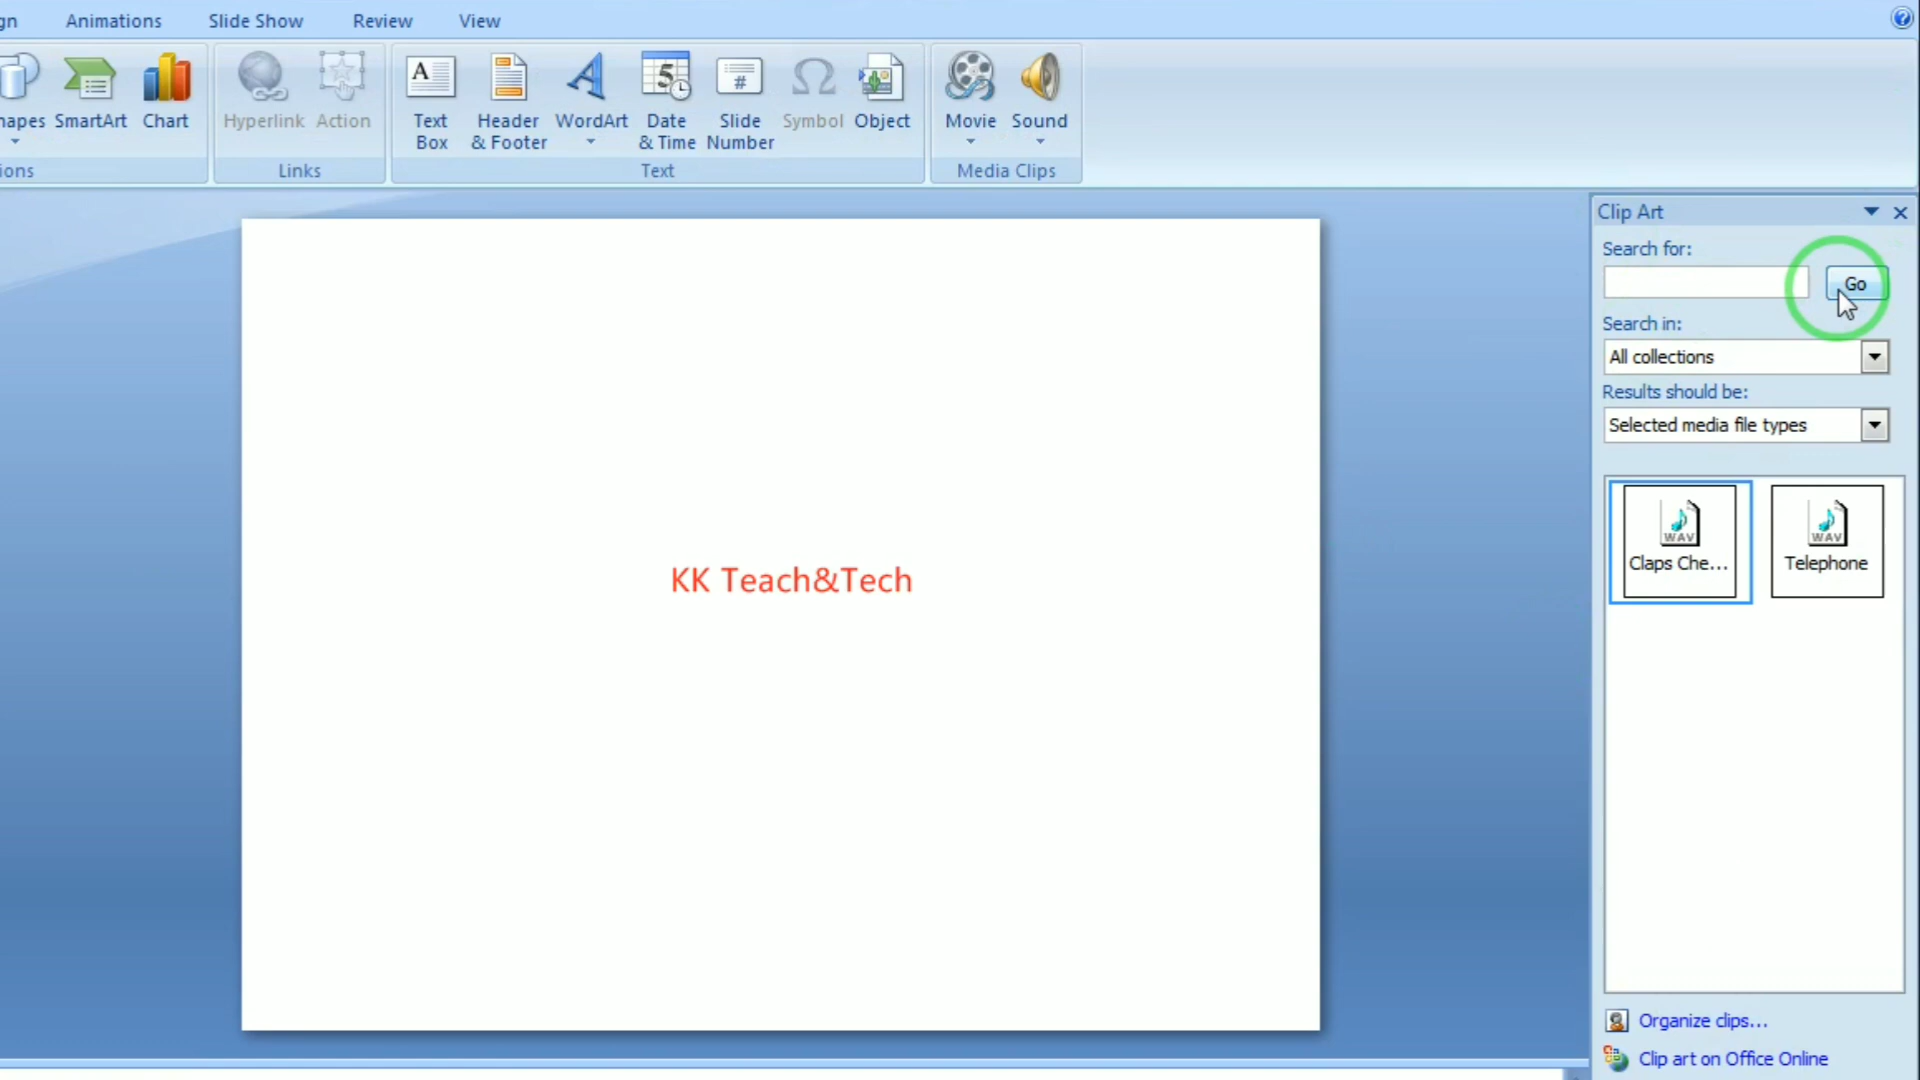 gn Animations Slide Show Review View
hapes SmartArt Chart Hyperlink Action Text Box Header & Footer WordArt Date & Time Slide Number Symbol Object Movie Sound
ions Links Text Media Clips
Clip Art
Search for:
Go
Search in:
All collections
Results should be:
Selected media file types
WAV WAV
Claps Che... Telephone
KK Teach&Tech
Organize clips...
Clip art on Office Online